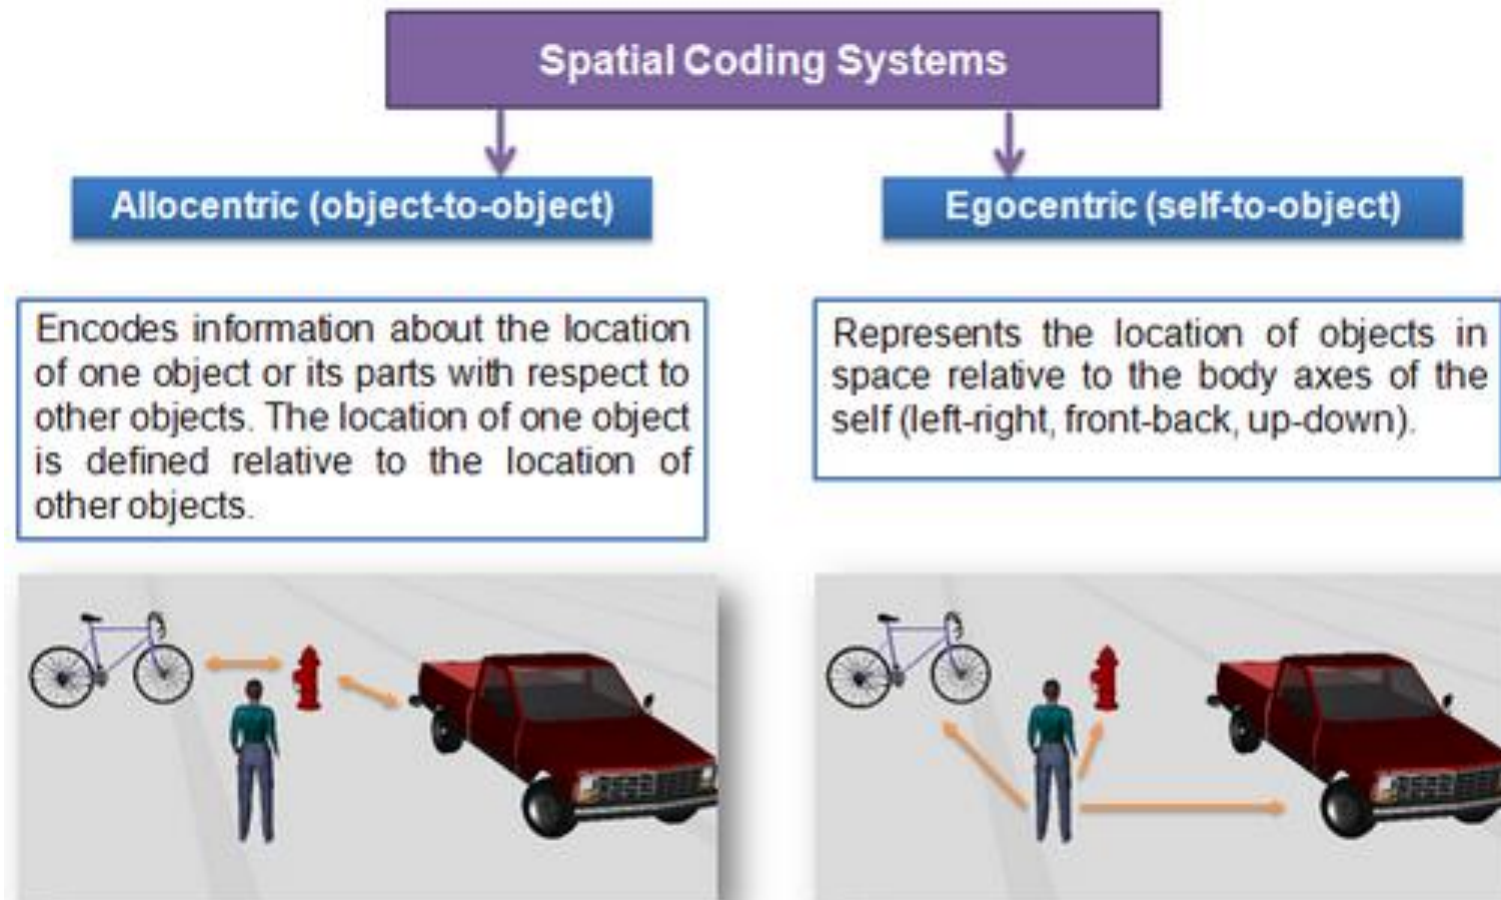 Spatial Coding Systems
Allocentric (object-to-object)
Egocentric (self-to-object)
Encodes information about the location
of one object or its parts with respect to
other objects. The location of one object
is defined relative to the location of
other objects.
Represents the location of objects in
space relative to the body axes of the
self (left-right, front-back, up-down).